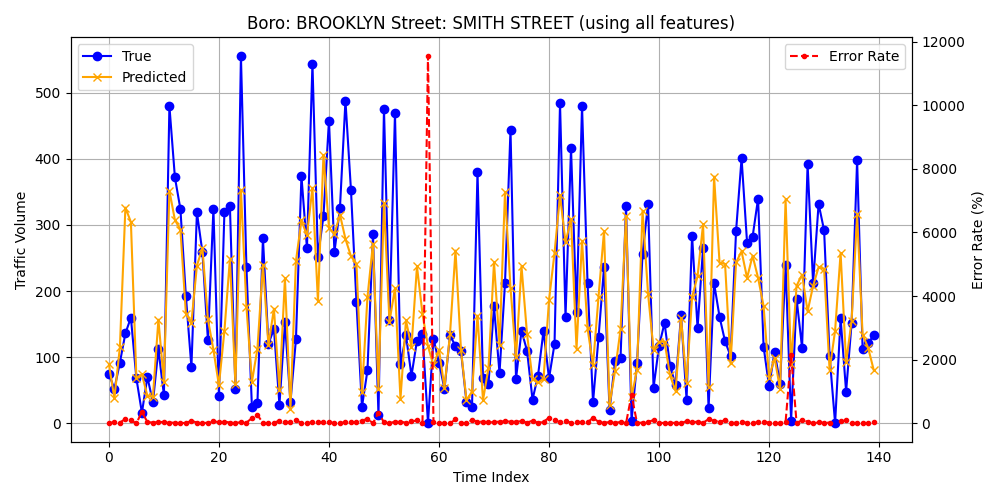 Boro: BROOKLYN Street: SMITH STREET (using all features)
True
Predicted
Error Rate
Traffic Volume
500
400
300
200
100
0
12000
10000
8000
6000
4000
2000
0
Error Rate (%)
0 20 40 60 80 100 120 140
Time Index